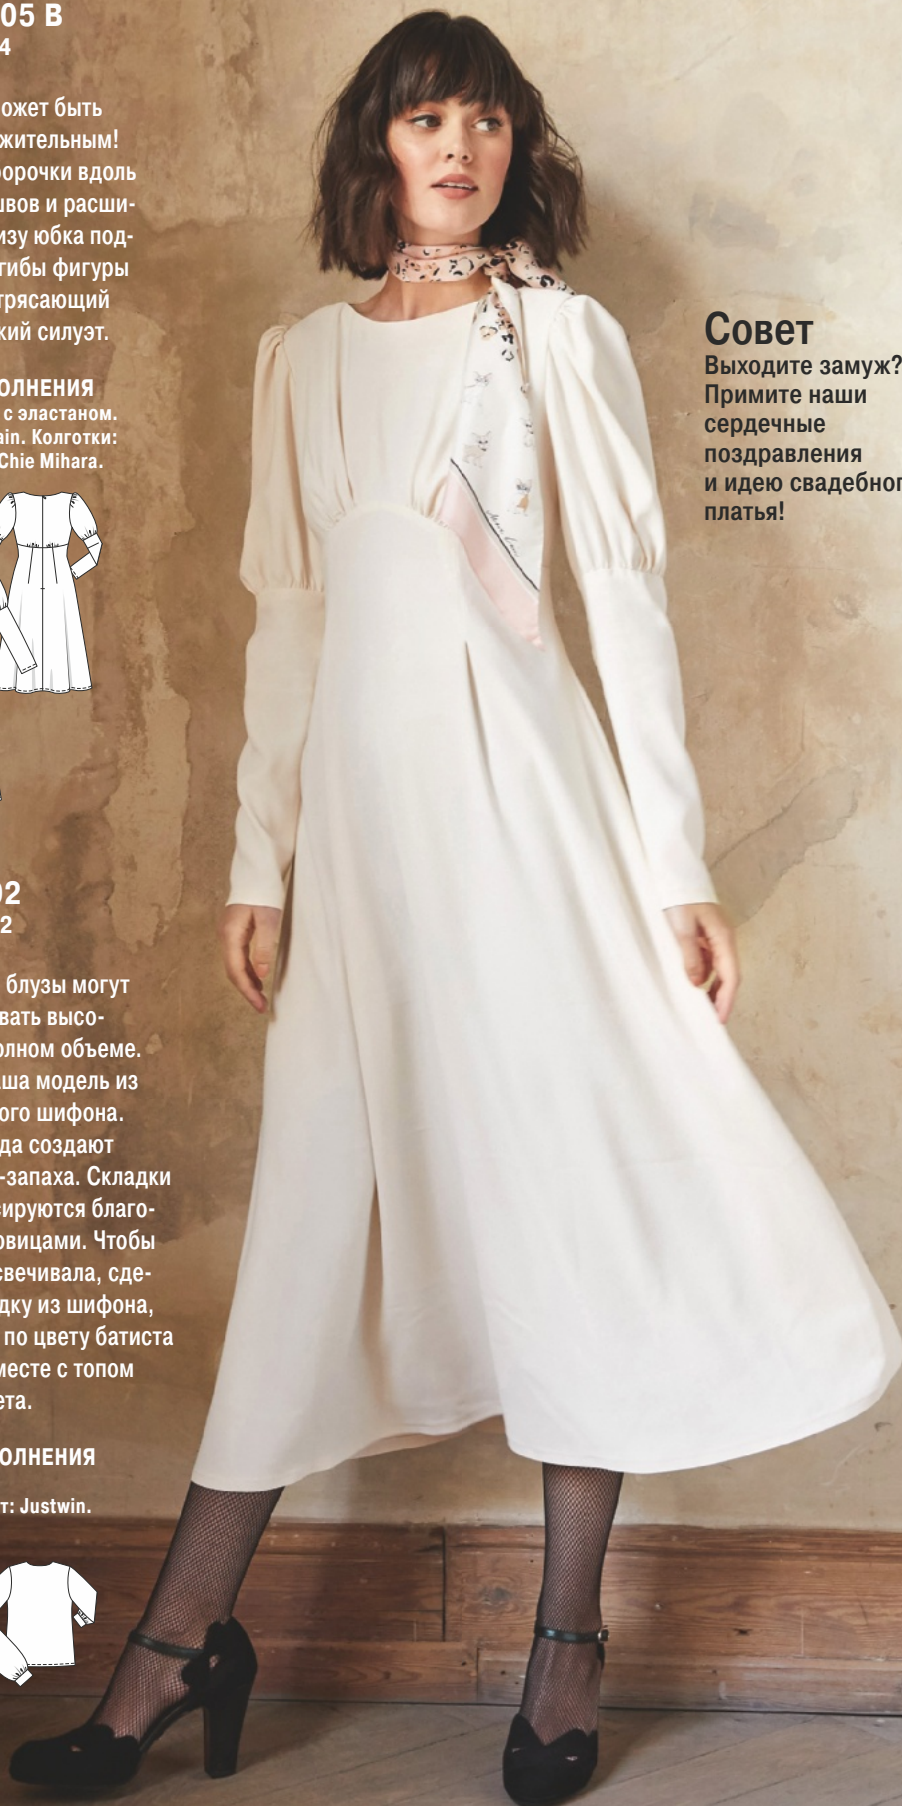 05 B
4
ожет быть
жительным!
орочки вдоль
швов и расши-
изу юбка под-
гибы фигуры
трясающий
кий силуэт.
ОЛНЕНИЯ
с эластаном.
ain. Колготки:
Chie Mihara.
Совет
Выходите замуж?
Примите наши
сердечные
поздравления
и идею свадебног
платья!
02
2
блузы могут
вать высо-
олном объеме.
аша модель из
ого шифона.
да создают
-запаха. Складки
сируются благо-
овицами. Чтобы
свечивала, сде-
дку из шифона,
по цвету батиста
месте с топом
ета.
ОЛНЕНИЯ
т: Justwin.